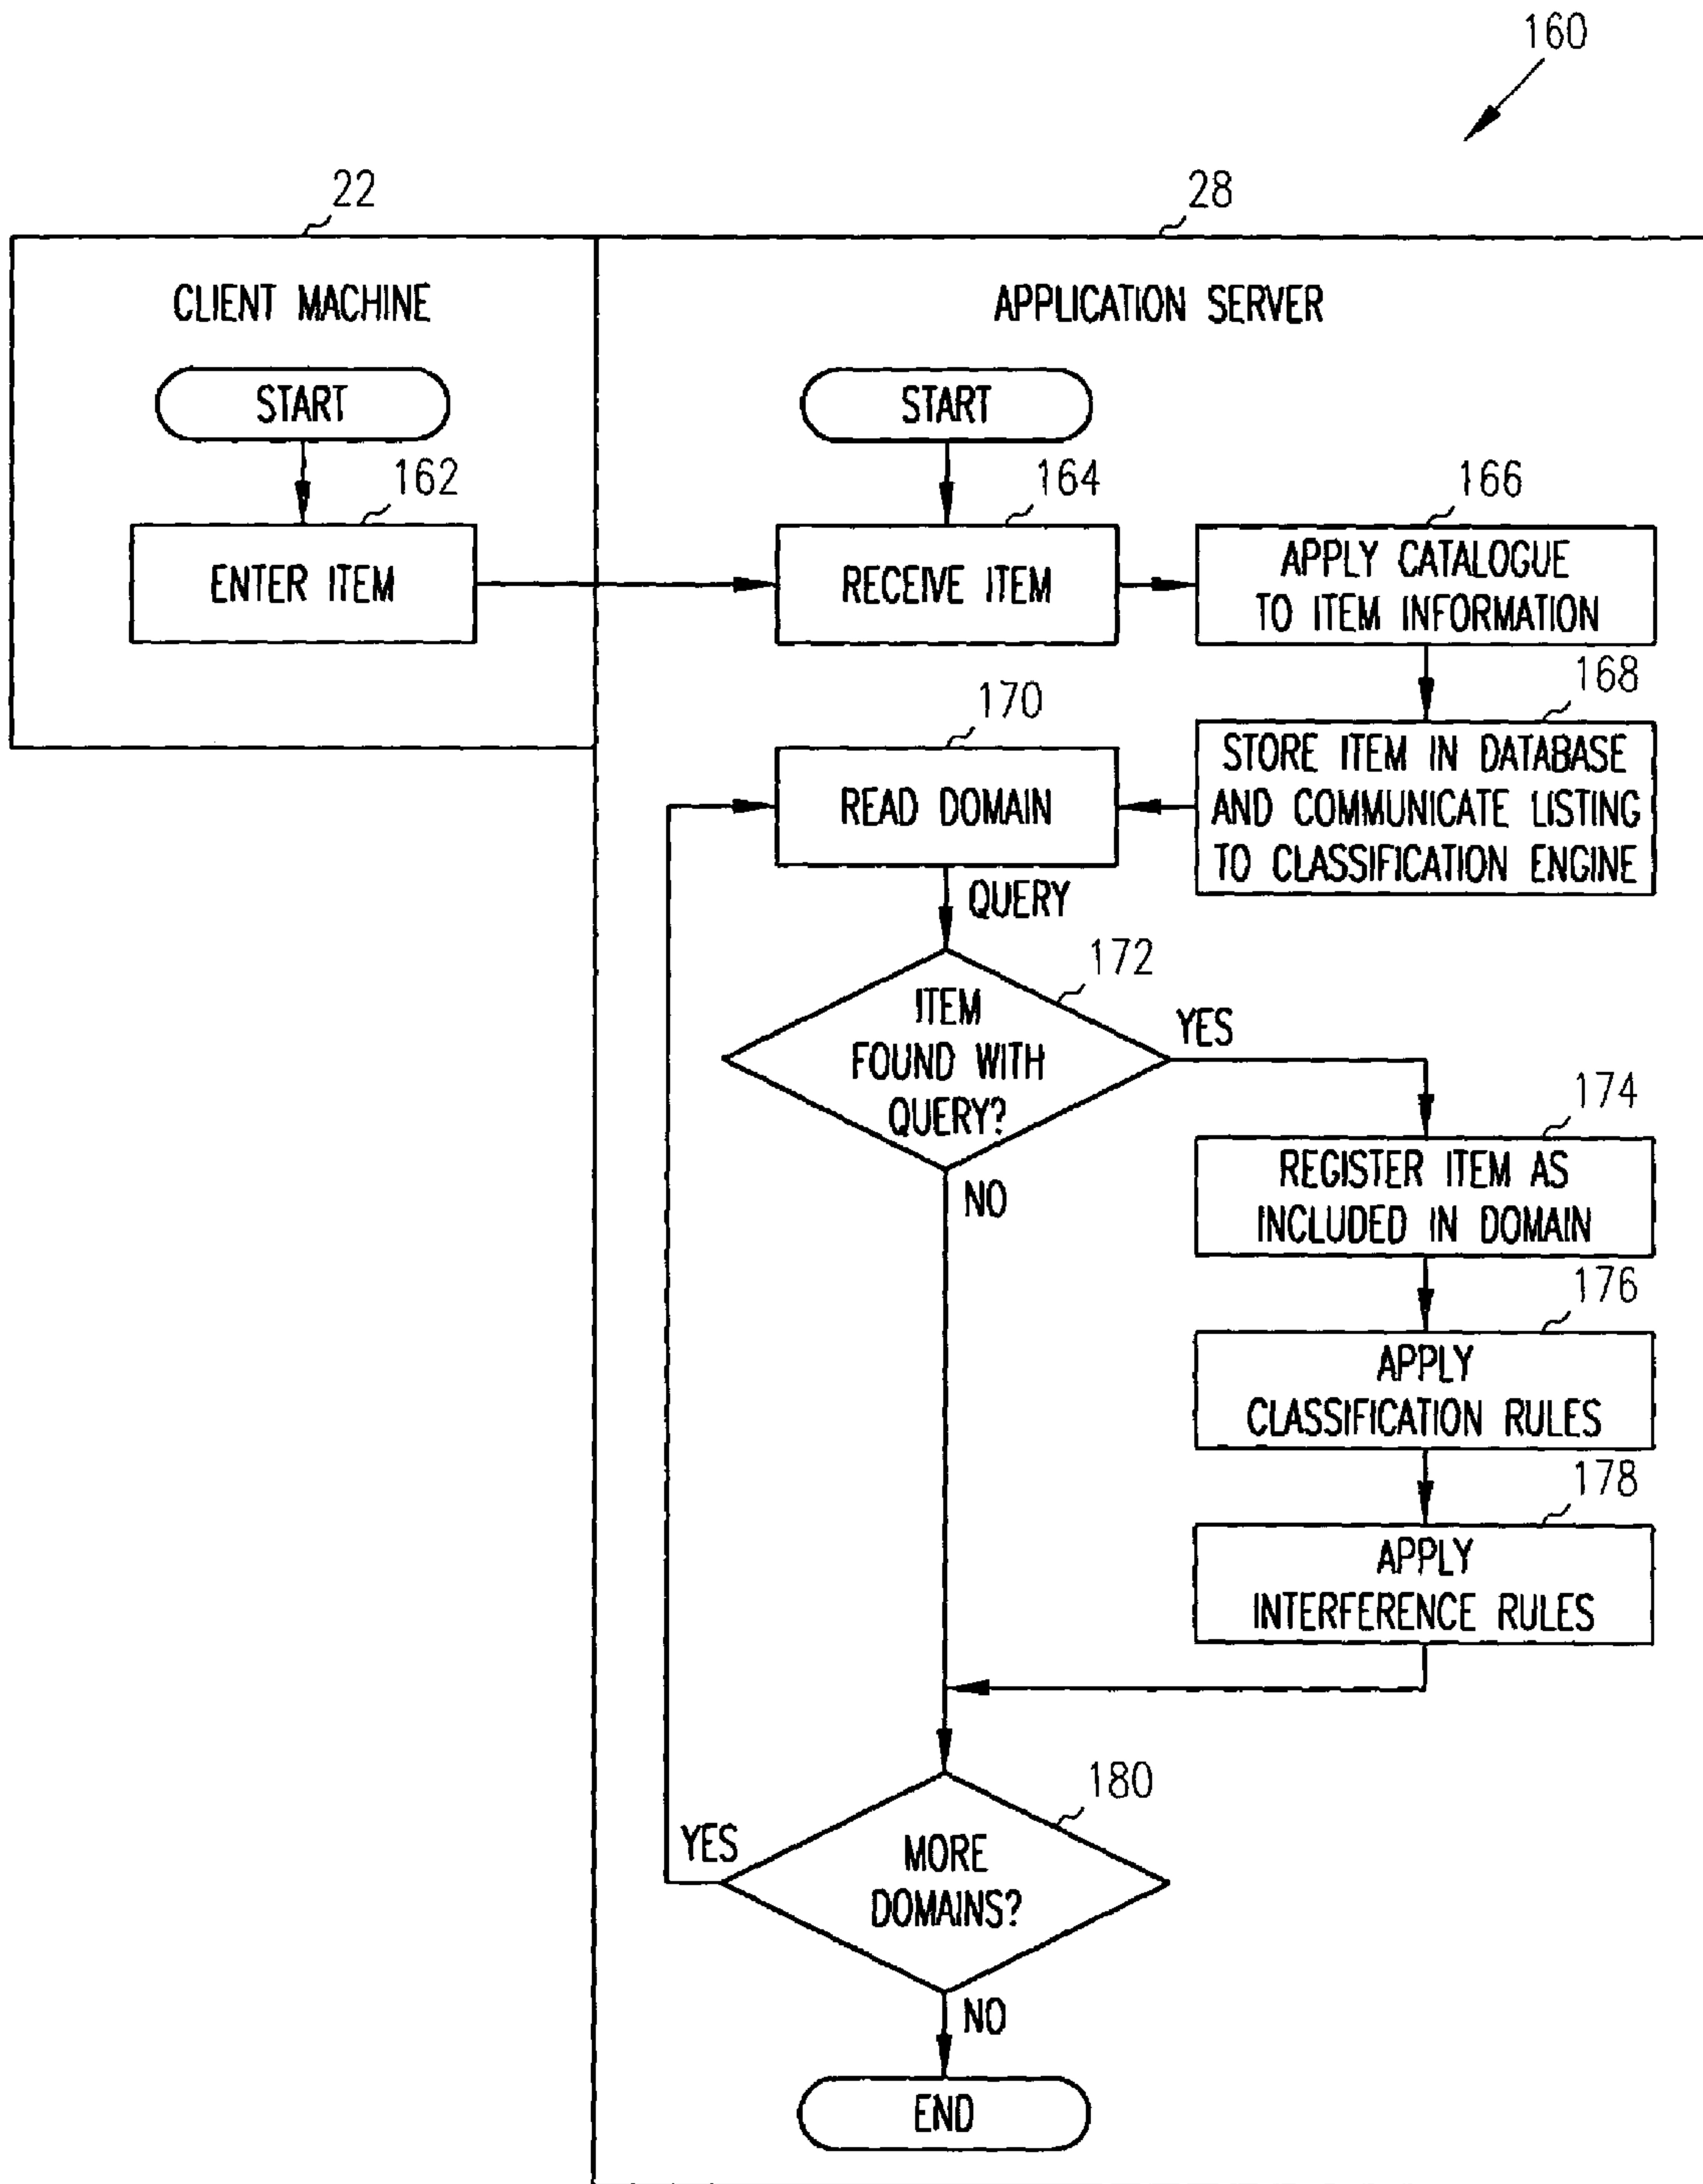 160
22
28
CLIENT MACHINE
APPLICATION SERVER
START
START
162
164
166
ENTER ITEM
RECEIVE ITEM
APPLY CATALOGUE
TO ITEM INFORMATION
168
170
STORE ITEM IN DATABASE
AND COMMUNICATE LISTING
TO CLASSIFICATION ENGINE
READ DOMAIN
QUERY
172
ITEM
FOUND WITH
QUERY?
YES
NO
174
REGISTER ITEM AS
INCLUDED IN DOMAIN
176
APPLY
CLASSIFICATION RULES
178
APPLY
INTERFERENCE RULES
180
YES
MORE
DOMAINS?
NO
END